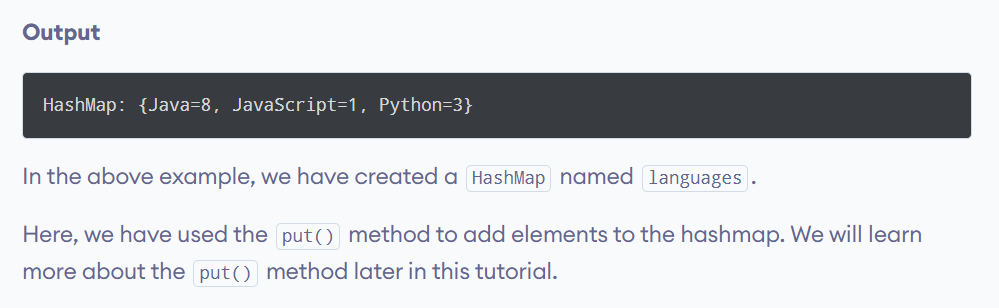 Output
HashMap: {Java=8, JavaScript=1, Python=3}
In the above example, we have created a HashMap named languages .
Here, we have used the put() method to add elements to the hashmap. We will learn
more about the put() method later in this tutorial.